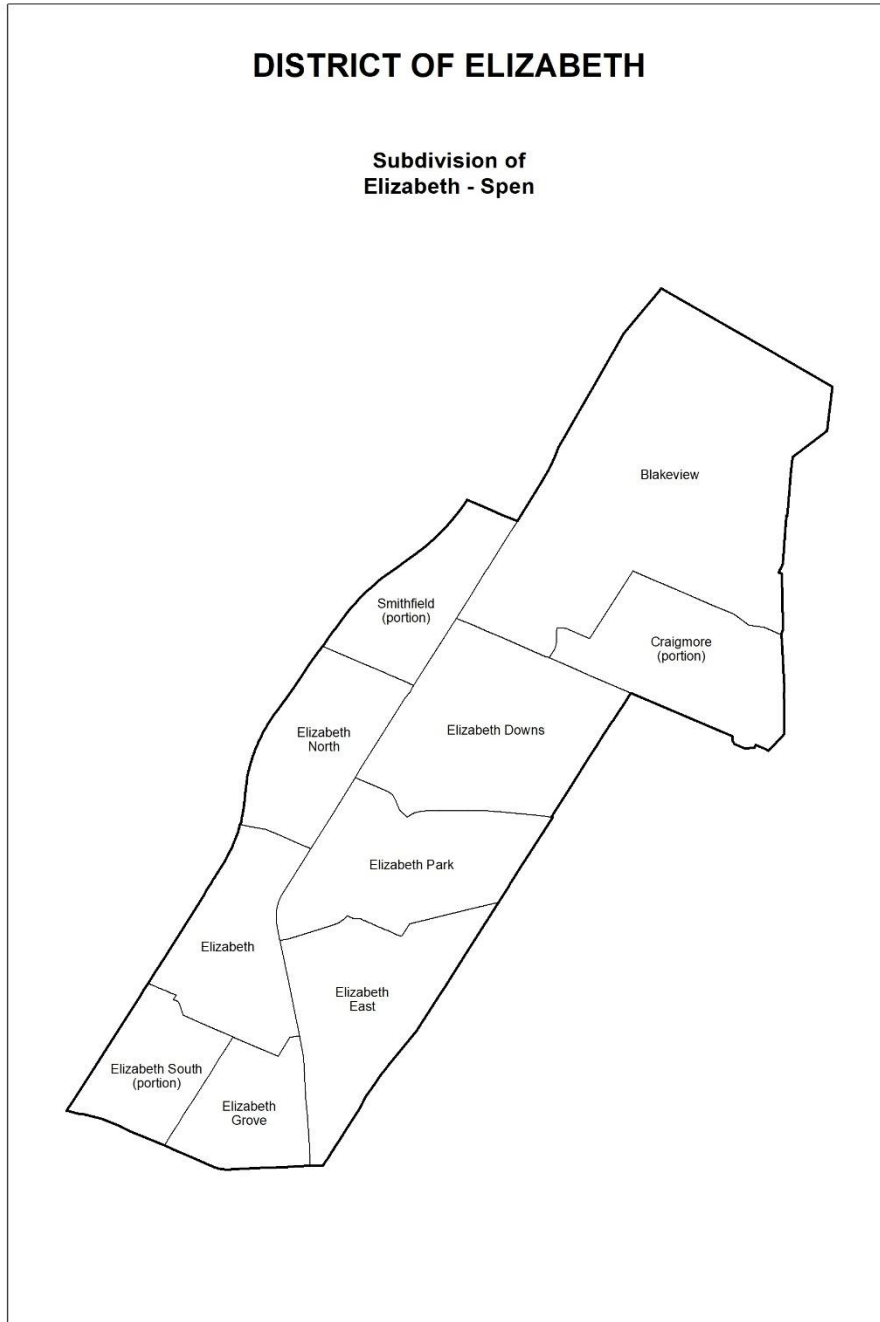 DISTRICT OF ELIZABETH
Subdivision of
Elizabeth - Spen
Blakeview
Smithfield
(portion)
Craigmore
(portion)
Elizabeth
North
Elizabeth Downs
Elizabeth Park
Elizabeth
Elizabeth
East
Elizabeth South
(portion)
Elizabeth
Grove